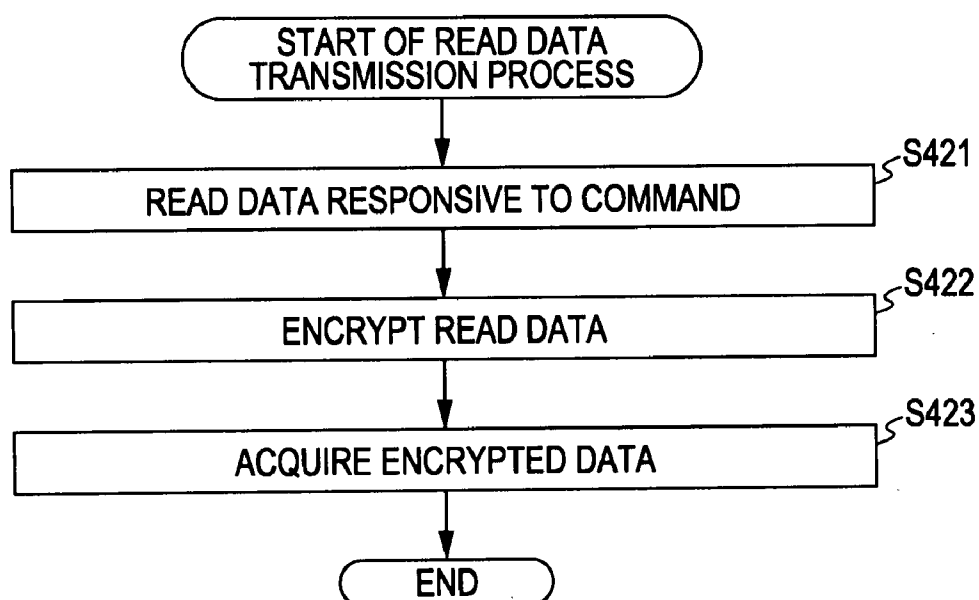 START OF READ DATA
TRANSMISSION PROCESS
S421
READ DATA RESPONSIVE TO COMMAND
S422
ENCRYPT READ DATA
S423
ACQUIRE ENCRYPTED DATA
END